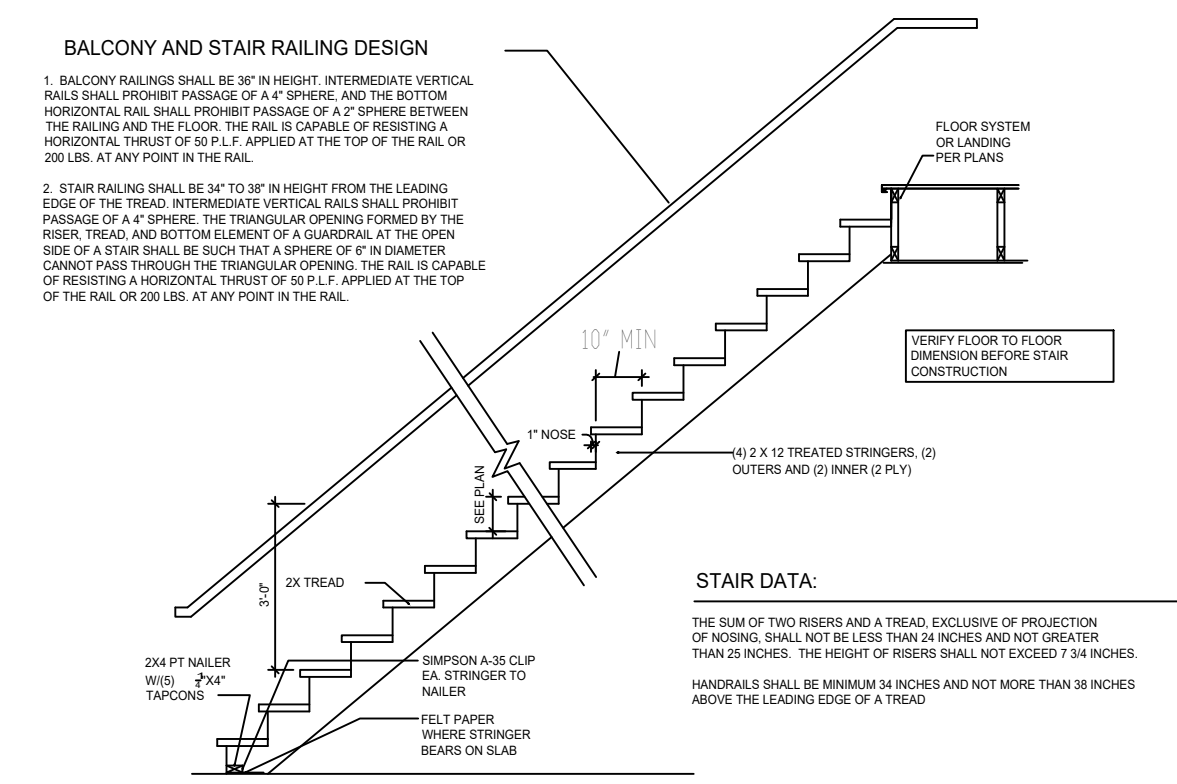 BALCONY AND STAIR RAILING DESIGN
1. BALCONY RAILINGS SHALL BE 36" IN HEIGHT. INTERMEDIATE VERTICAL
RAILS SHALL PROHIBIT PASSAGE OF A 4" SPHERE, AND THE BOTTOM
HORIZONTAL RAIL SHALL PROHIBIT PASSAGE OF A 2" SPHERE BETWEEN
THE RAILING AND THE FLOOR. THE RAIL IS CAPABLE OF RESISTING A
HORIZONTAL THRUST OF 50 P.L.F. APPLIED AT THE TOP OF THE RAIL OR
200 LBS. AT ANY POINT IN THE RAIL.
2. STAIR RAILING SHALL BE 34" TO 38" IN HEIGHT FROM THE LEADING
EDGE OF THE TREAD. INTERMEDIATE VERTICAL RAILS SHALL PROHIBIT
PASSAGE OF A 4" SPHERE. THE TRIANGULAR OPENING FORMED BY THE
RISER, TREAD, AND BOTTOM ELEMENT OF A GUARDRAIL AT THE OPEN
SIDE OF A STAIR SHALL BE SUCH THAT A SPHERE OF 6" IN DIAMETER
CANNOT PASS THROUGH THE TRIANGULAR OPENING. THE RAIL IS CAPABLE
OF RESISTING A HORIZONTAL THRUST OF 50 P.L.F. APPLIED AT THE TOP
OF THE RAIL OR 200 LBS. AT ANY POINT IN THE RAIL.
FLOOR SYSTEM
OR LANDING
PER PLANS
VERIFY FLOOR TO FLOOR
DIMENSION BEFORE STAIR
CONSTRUCTION
10" MIN
1" NOSE
(4) 2 X 12 TREATED STRINGERS, (2)
OUTERS AND (2) INNER (2 PLY)
SEE PLAN
3'-0"
2X TREAD
2X4 PT NAILER
W/(5) 1/4"X4"
TAPCONS
SIMPSON A-35 CLIP
EA. STRINGER TO
NAILER
FELT PAPER
WHERE STRINGER
BEARS ON SLAB
STAIR DATA:
THE SUM OF TWO RISERS AND A TREAD, EXCLUSIVE OF PROJECTION
OF NOSING, SHALL NOT BE LESS THAN 24 INCHES AND NOT GREATER
THAN 25 INCHES. THE HEIGHT OF RISERS SHALL NOT EXCEED 7 3/4 INCHES.
HANDRAILS SHALL BE MINIMUM 34 INCHES AND NOT MORE THAN 38 INCHES
ABOVE THE LEADING EDGE OF A TREAD